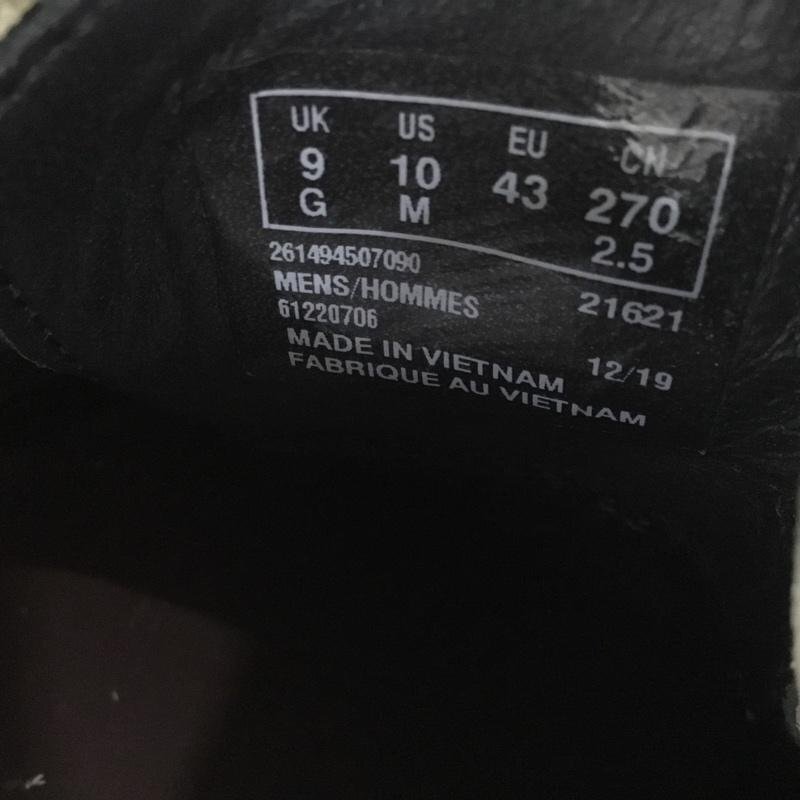 UK US EU CN
9 10 43 270
G M 2.5
261494507090
MENS/HOMMES 21621
61220706
MADE IN VIETNAM 12/19
FABRIQUE AU VIETNAM